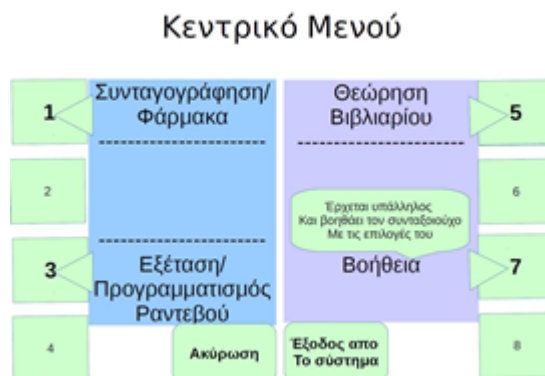 Κεντρικό Μενού
1
Συνταγογράφηση/
Φάρμακα
Θεώρηση
Βιβλιαρίου
5
2
6
Έρχεται υπάλληλος
Και βοηθάει τον συνταξιούχο
Με τις επιλογές του
3
Εξέταση/
Προγραμματισμός
Ραντεβού
Βοήθεια
7
4
Ακύρωση
Έξοδος απο
Το σύστημα
8